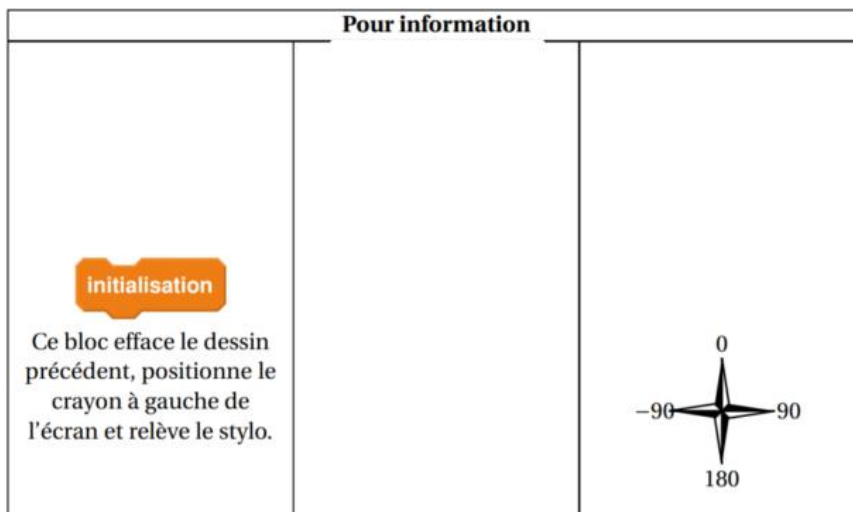 Pour information
initialisation
Ce bloc efface le dessin
précédent, positionne le
crayon à gauche de
l'écran et relève le stylo.
0
−90
90
180